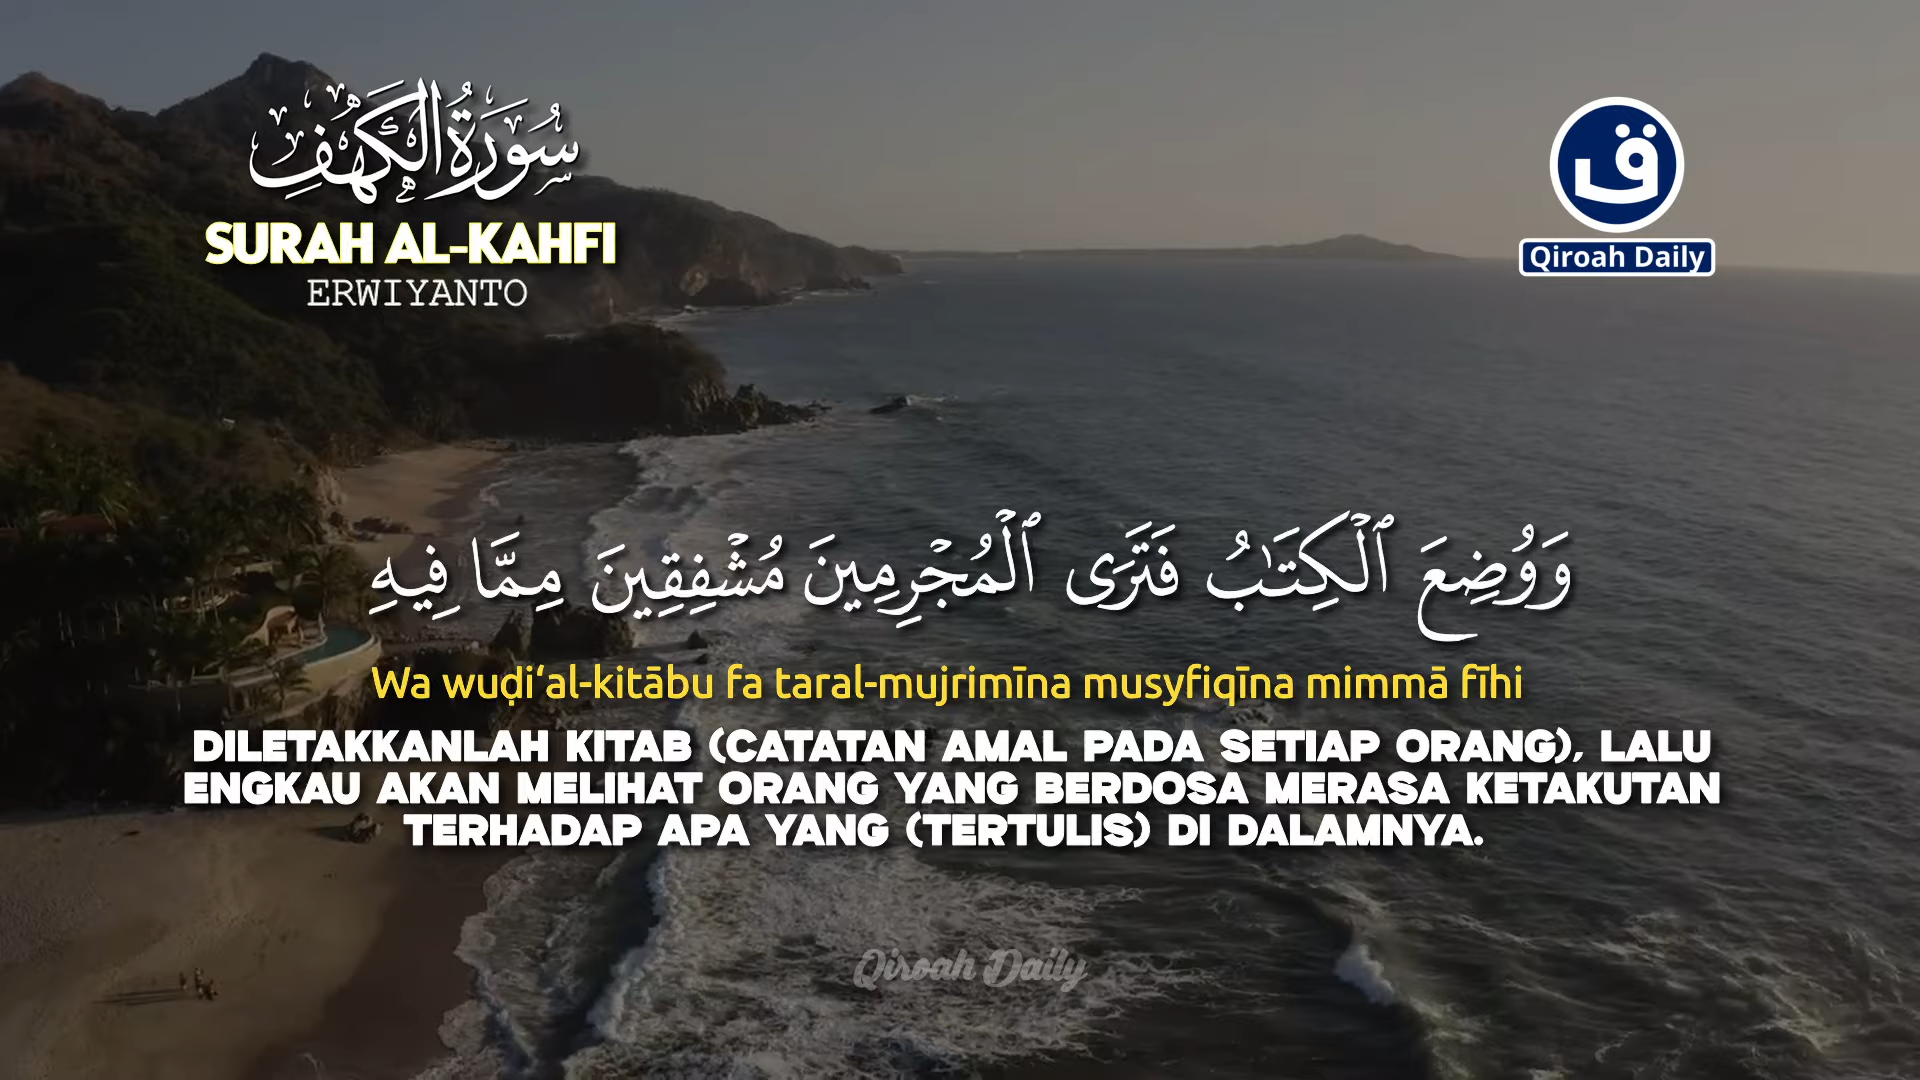 سُورَةُ الْكَهْفِ
SURAH AL-KAHFI
ERWIYANTO
ق
Qiroah Daily
وَوُضِعَ ٱلْكِتَـٰبُ فَتَرَى ٱلْمُجْرِمِينَ مُشْفِقِينَ مِمَّا فِيهِ
Wa wuḍi‘al-kitābu fa taral-mujrimīna musyfiqīna mimmā fīhi
DILETAKKANLAH KITAB (CATATAN AMAL PADA SETIAP ORANG), LALU
ENGKAU AKAN MELIHAT ORANG YANG BERDOSA MERASA KETAKUTAN
TERHADAP APA YANG (TERTULIS) DI DALAMNYA.
Qiroah Daily